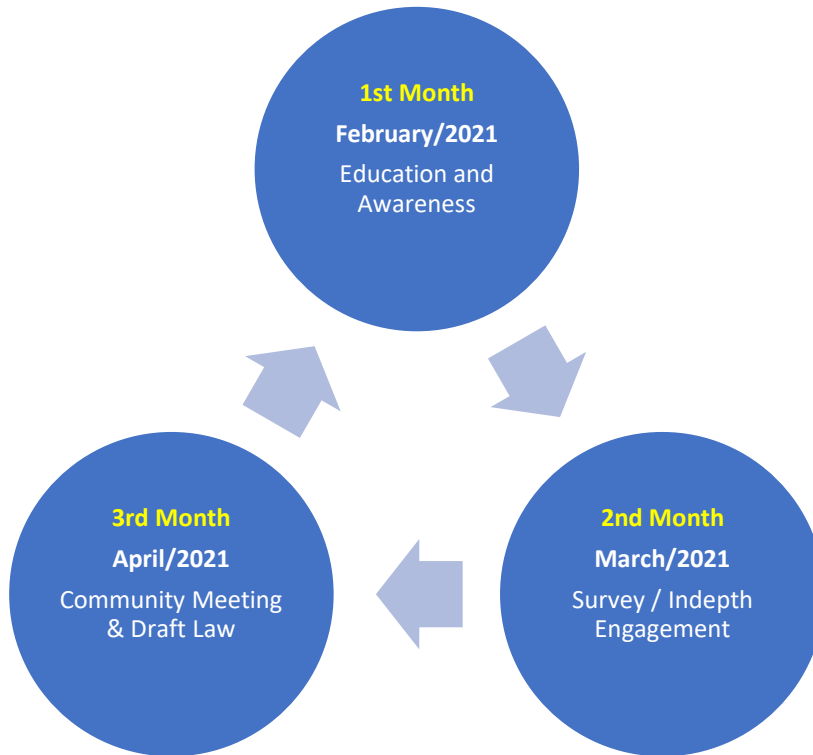 1st Month
February/2021
Education and
Awareness
2nd Month
March/2021
Survey / Indepth
Engagement
3rd Month
April/2021
Community Meeting
& Draft Law